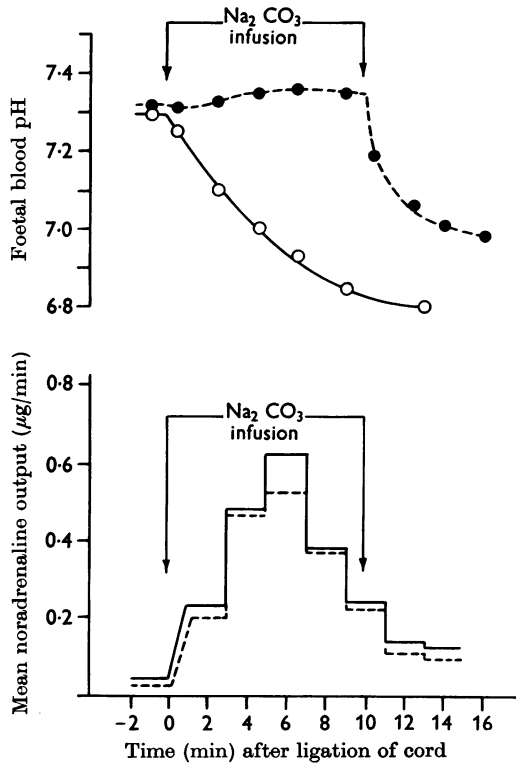 Na2 CO3
infusion
7·4
7·2
7·0
6·8
Foetal blood pH
Na2 CO3
infusion
0·8
0·6
0·4
0·2
Mean noradrenaline output (μg/min)
-2 0 2 4 6 8 10 12 14 16
Time (min) after ligation of cord